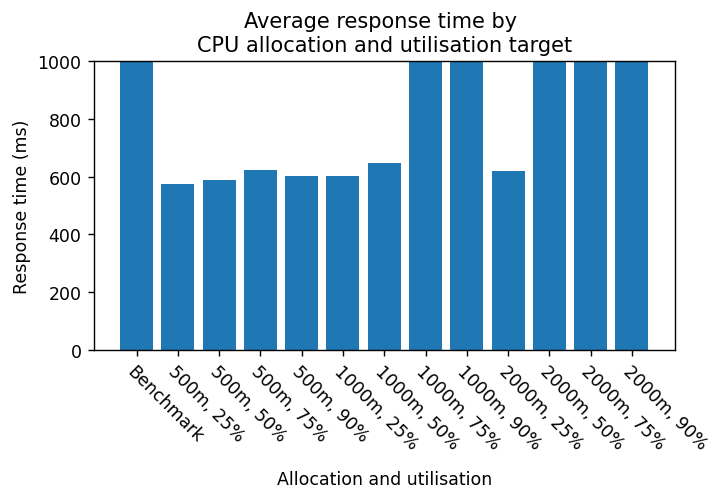 Average response time by
CPU allocation and utilisation target
Response time (ms)
1000
800
600
400
200
0
Benchmark
500m, 25%
500m, 50%
500m, 75%
500m, 90%
1000m, 25%
1000m, 50%
1000m, 75%
1000m, 90%
2000m, 25%
2000m, 50%
2000m, 75%
2000m, 90%
Allocation and utilisation